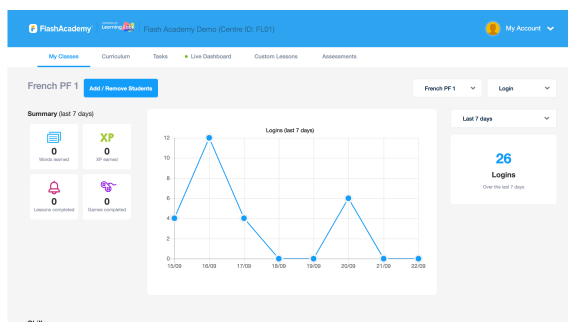 FlashAcademy
Learning
Flash Academy Demo (Centre ID: FL01)
My Account
My Classes
Curriculum
Tasks
Live Dashboard
Custom Lessons
Assessments
French PF 1
Add / Remove Students
French PF 1
Login
Summary (last 7 days)
0
Words earned
XP
0
XP earned
0
Lessons completed
0
Games completed
Logins (last 7 days)
12
10
8
6
4
2
0
15/09
16/09
17/09
18/09
19/09
20/09
21/09
22/09
Last 7 days
26
Logins
Over the last 7 days